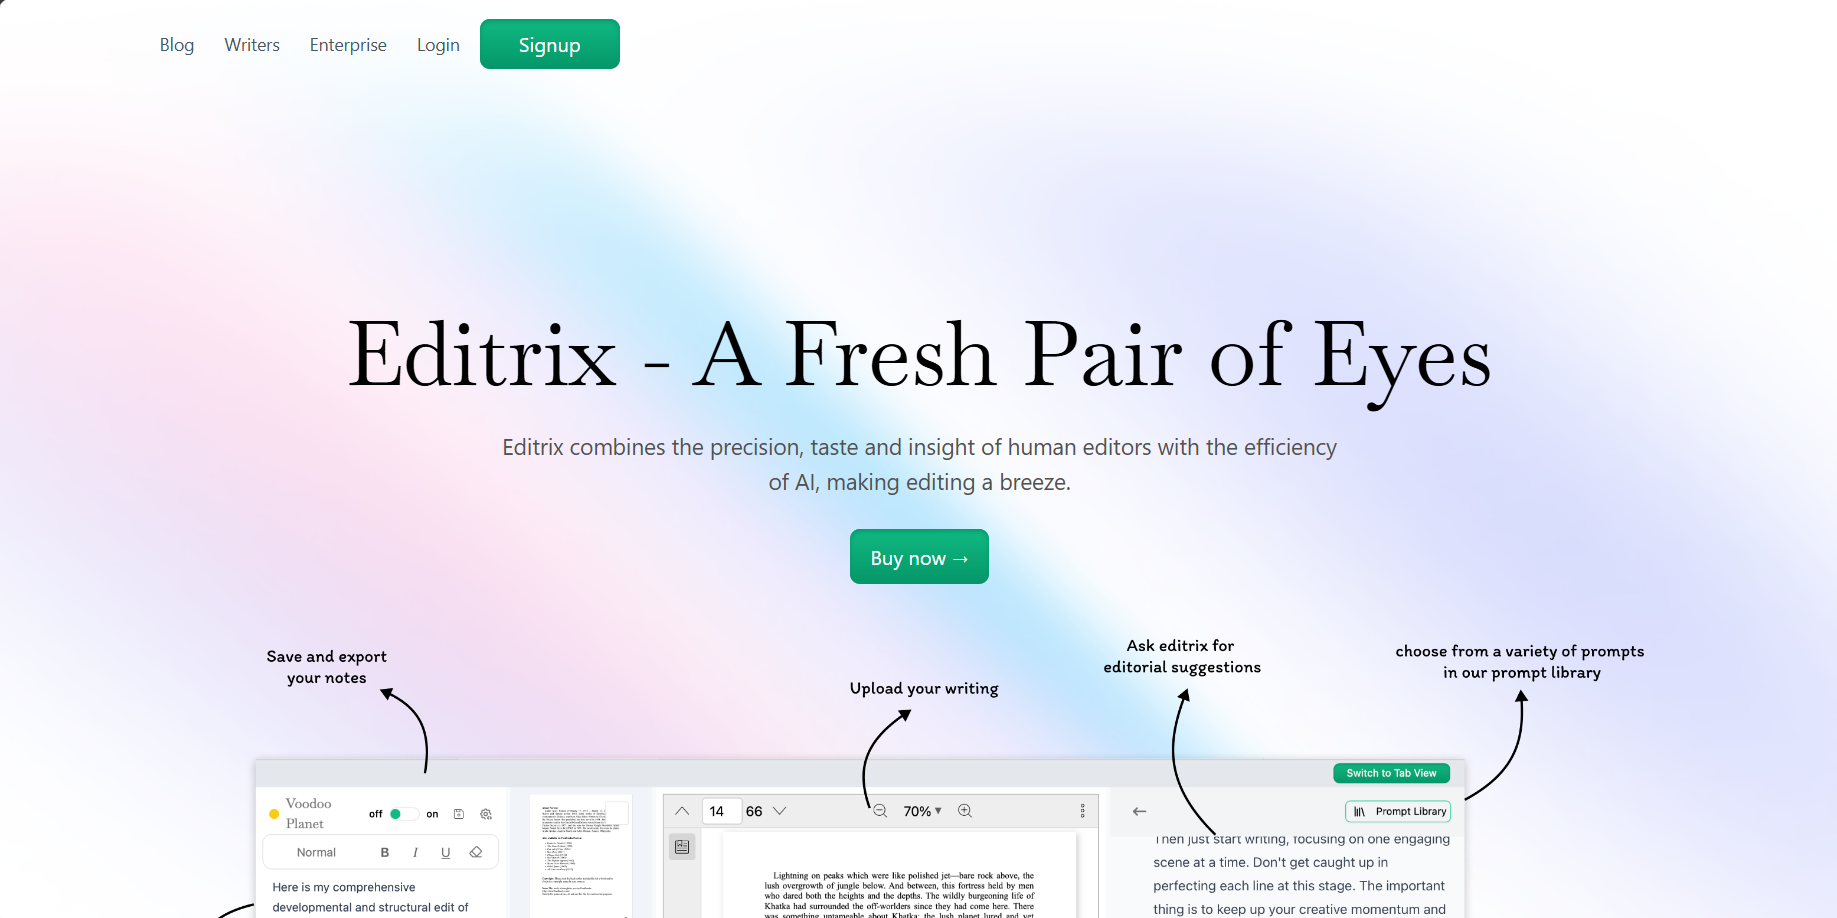 Blog Writers Enterprise Login Signup
Editrix - A Fresh Pair of Eyes
Editrix combines the precision, taste and insight of human editors with the efficiency
of AI, making editing a breeze.
Buy now →
Save and export
your notes
Upload your writing
Ask editrix for
editorial suggestions
choose from a variety of prompts
in our prompt library
Switch to Tab View
Voodoo
Planet
off on
Normal B I U
Here is my comprehensive
developmental and structural edit of
14 66 70%
Lightning on peaks which were like polished jet—bare rock above, the
lush overgrowth of jungle below. And between, this fortress held by men
who dared both the heights and the depths. The wildly burgeoning life of
Khatka had surrounded the off-worlders since they had come here. There
was something untameable about Khatka: the lush planet lured and yet
Prompt Library
Then just start writing, focusing on one engaging
scene at a time. Don't get caught up in
perfecting each line at this stage. The important
thing is to keep up your creative momentum and